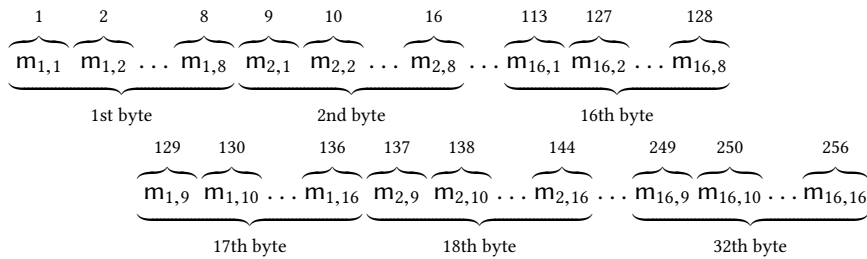 1 2 8 9 10 16 113 127 128
m1,1 m1,2 … m1,8 m2,1 m2,2 … m2,8 … m16,1 m16,2 … m16,8
1st byte 2nd byte 16th byte
129 130 136 137 138 144 249 250 256
m1,9 m1,10 … m1,16 m2,9 m2,10 … m2,16 … m16,9 m16,10 … m16,16
17th byte 18th byte 32th byte